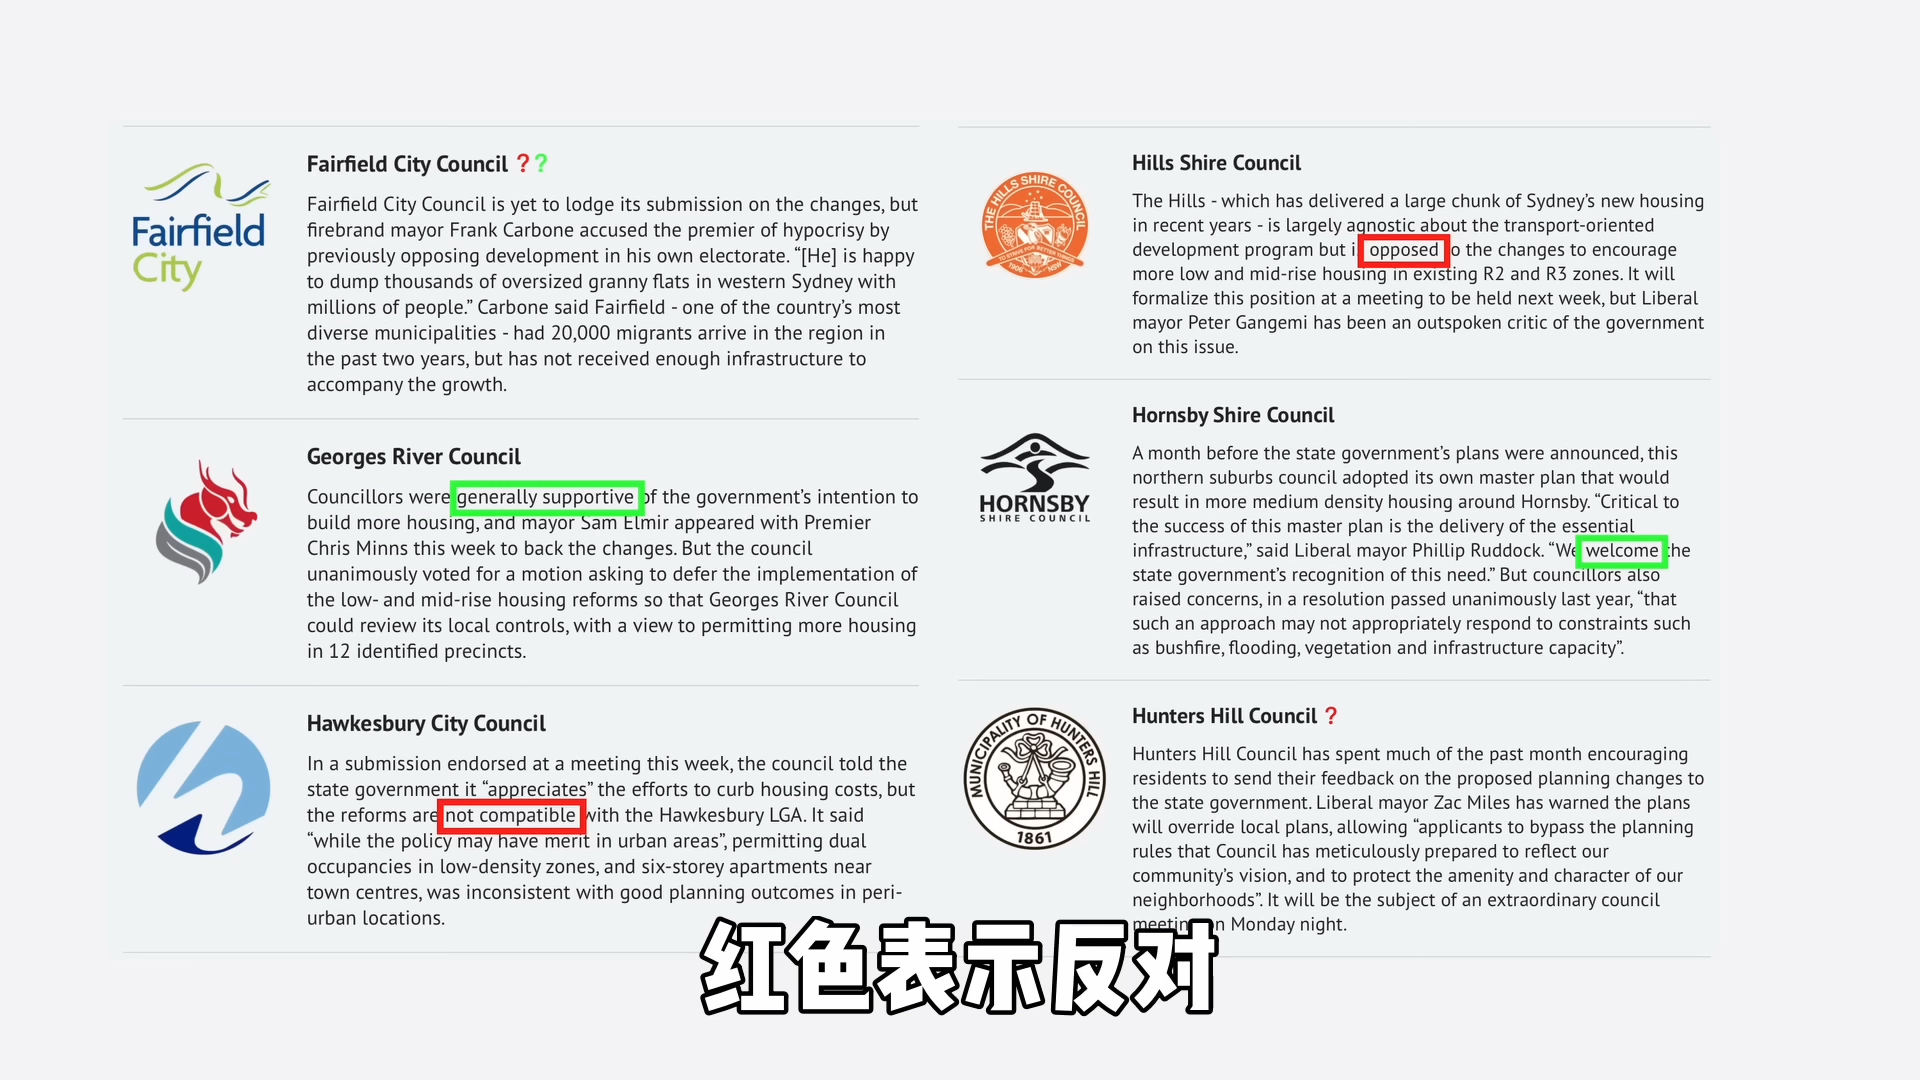 Fairfield City Council ??
Fairfield City Council is yet to lodge its submission on the changes, but
firebrand mayor Frank Carbone accused the premier of hypocrisy by
previously opposing development in his own electorate. “[He] is happy
to dump thousands of oversized granny flats in western Sydney with
millions of people.” Carbone said Fairfield - one of the country’s most
diverse municipalities - had 20,000 migrants arrive in the region in
the past two years, but has not received enough infrastructure to
accompany the growth.
Fairfield
City
Georges River Council
Councillors were generally supportive of the government’s intention to
build more housing, and mayor Sam Elmir appeared with Premier
Chris Minns this week to back the changes. But the council
unanimously voted for a motion asking to defer the implementation of
the low- and mid-rise housing reforms so that Georges River Council
could review its local controls, with a view to permitting more housing
in 12 identified precincts.
Hawkesbury City Council
In a submission endorsed at a meeting this week, the council told the
state government it “appreciates” the efforts to curb housing costs, but
the reforms are not compatible with the Hawkesbury LGA. It said
“while the policy may have merit in urban areas”, permitting dual
occupancies in low-density zones, and six-storey apartments near
town centres, was inconsistent with good planning outcomes in peri-
urban locations.
Hills Shire Council
The Hills - which has delivered a large chunk of Sydney’s new housing
in recent years - is largely agnostic about the transport-oriented
development program but i opposed o the changes to encourage
more low and mid-rise housing in existing R2 and R3 zones. It will
formalize this position at a meeting to be held next week, but Liberal
mayor Peter Gangemi has been an outspoken critic of the government
on this issue.
THE HILLS SHIRE COUNCIL
TO STRIVE FOR BETTER THINGS
1906 NSW
Hornsby Shire Council
A month before the state government’s plans were announced, this
northern suburbs council adopted its own master plan that would
result in more medium density housing around Hornsby. “Critical to
the success of this master plan is the delivery of the essential
infrastructure,” said Liberal mayor Phillip Ruddock. “We welcome the
state government’s recognition of this need.” But councillors also
raised concerns, in a resolution passed unanimously last year, “that
such an approach may not appropriately respond to constraints such
as bushfire, flooding, vegetation and infrastructure capacity”.
HORNSBY
SHIRE COUNCIL
Hunters Hill Council ?
Hunters Hill Council has spent much of the past month encouraging
residents to send their feedback on the proposed planning changes to
the state government. Liberal mayor Zac Miles has warned the plans
will override local plans, allowing “applicants to bypass the planning
rules that Council has meticulously prepared to reflect our
community’s vision, and to protect the amenity and character of our
neighborhoods”. It will be the subject of an extraordinary council
meeting on Monday night.
MUNICIPALITY OF HUNTERS HILL
1861
红色表示反对